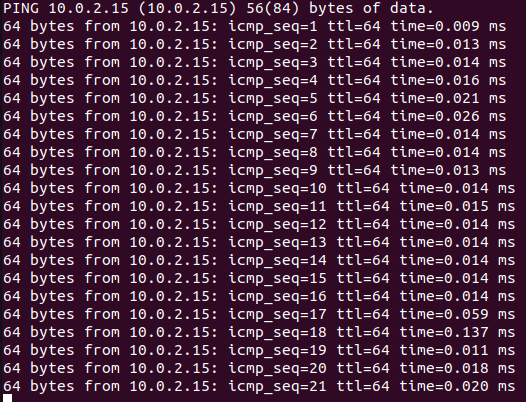 PING 10.0.2.15 (10.0.2.15) 56(84) bytes of data.
64 bytes from 10.0.2.15: icmp_seq=1 ttl=64 time=0.009 ms
64 bytes from 10.0.2.15: icmp_seq=2 ttl=64 time=0.013 ms
64 bytes from 10.0.2.15: icmp_seq=3 ttl=64 time=0.014 ms
64 bytes from 10.0.2.15: icmp_seq=4 ttl=64 time=0.016 ms
64 bytes from 10.0.2.15: icmp_seq=5 ttl=64 time=0.021 ms
64 bytes from 10.0.2.15: icmp_seq=6 ttl=64 time=0.026 ms
64 bytes from 10.0.2.15: icmp_seq=7 ttl=64 time=0.014 ms
64 bytes from 10.0.2.15: icmp_seq=8 ttl=64 time=0.014 ms
64 bytes from 10.0.2.15: icmp_seq=9 ttl=64 time=0.013 ms
64 bytes from 10.0.2.15: icmp_seq=10 ttl=64 time=0.014 ms
64 bytes from 10.0.2.15: icmp_seq=11 ttl=64 time=0.015 ms
64 bytes from 10.0.2.15: icmp_seq=12 ttl=64 time=0.014 ms
64 bytes from 10.0.2.15: icmp_seq=13 ttl=64 time=0.014 ms
64 bytes from 10.0.2.15: icmp_seq=14 ttl=64 time=0.014 ms
64 bytes from 10.0.2.15: icmp_seq=15 ttl=64 time=0.014 ms
64 bytes from 10.0.2.15: icmp_seq=16 ttl=64 time=0.014 ms
64 bytes from 10.0.2.15: icmp_seq=17 ttl=64 time=0.059 ms
64 bytes from 10.0.2.15: icmp_seq=18 ttl=64 time=0.137 ms
64 bytes from 10.0.2.15: icmp_seq=19 ttl=64 time=0.011 ms
64 bytes from 10.0.2.15: icmp_seq=20 ttl=64 time=0.018 ms
64 bytes from 10.0.2.15: icmp_seq=21 ttl=64 time=0.020 ms